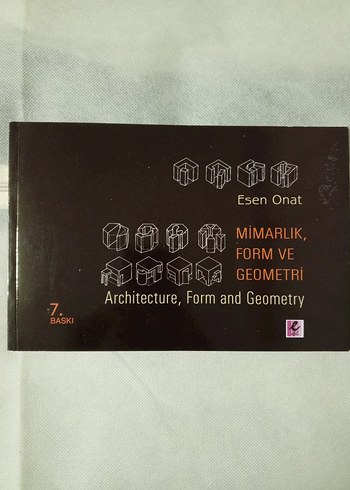 Esen Onat
MİMARLIK,
FORM VE
GEOMETRİ
Architecture, Form and Geometry
7.
BASKI